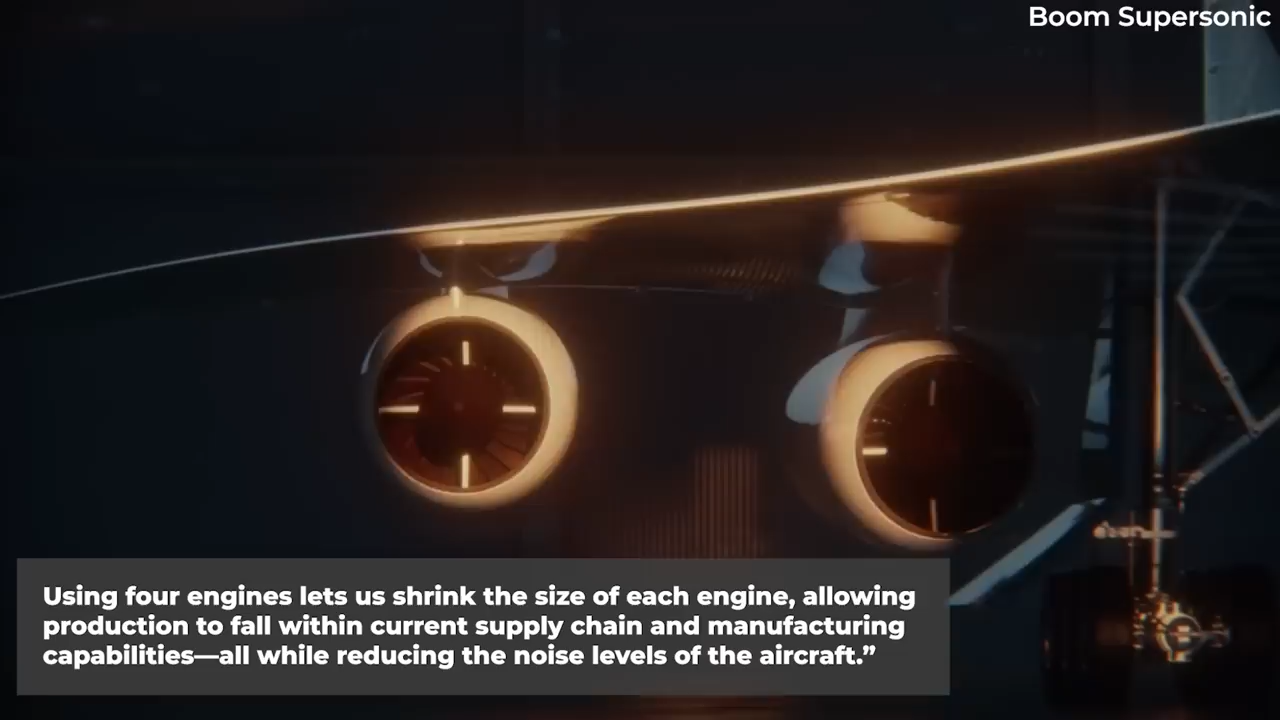 Boom Supersonic
Using four engines lets us shrink the size of each engine, allowing
production to fall within current supply chain and manufacturing
capabilities—all while reducing the noise levels of the aircraft.”